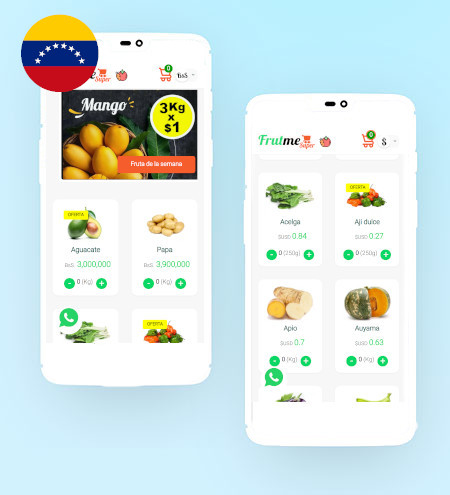 me
Super
0
BsS
Mango
3Kg
x
$1
Fruta de la semana
OFERTA
Aguacate
BsS. 3,000,000
- 0 (Kg) +
Papa
BsS. 3,900,000
- 0 (Kg) +
OFERTA
Frutme
Super
0
$
Acelga
$USD 0.84
- 0 (250g) +
OFERTA
Aji dulce
$USD 0.27
- 0 (250g) +
Apio
$USD 0.7
- 0 (Kg) +
Auyama
$USD 0.63
- 0 (Kg) +